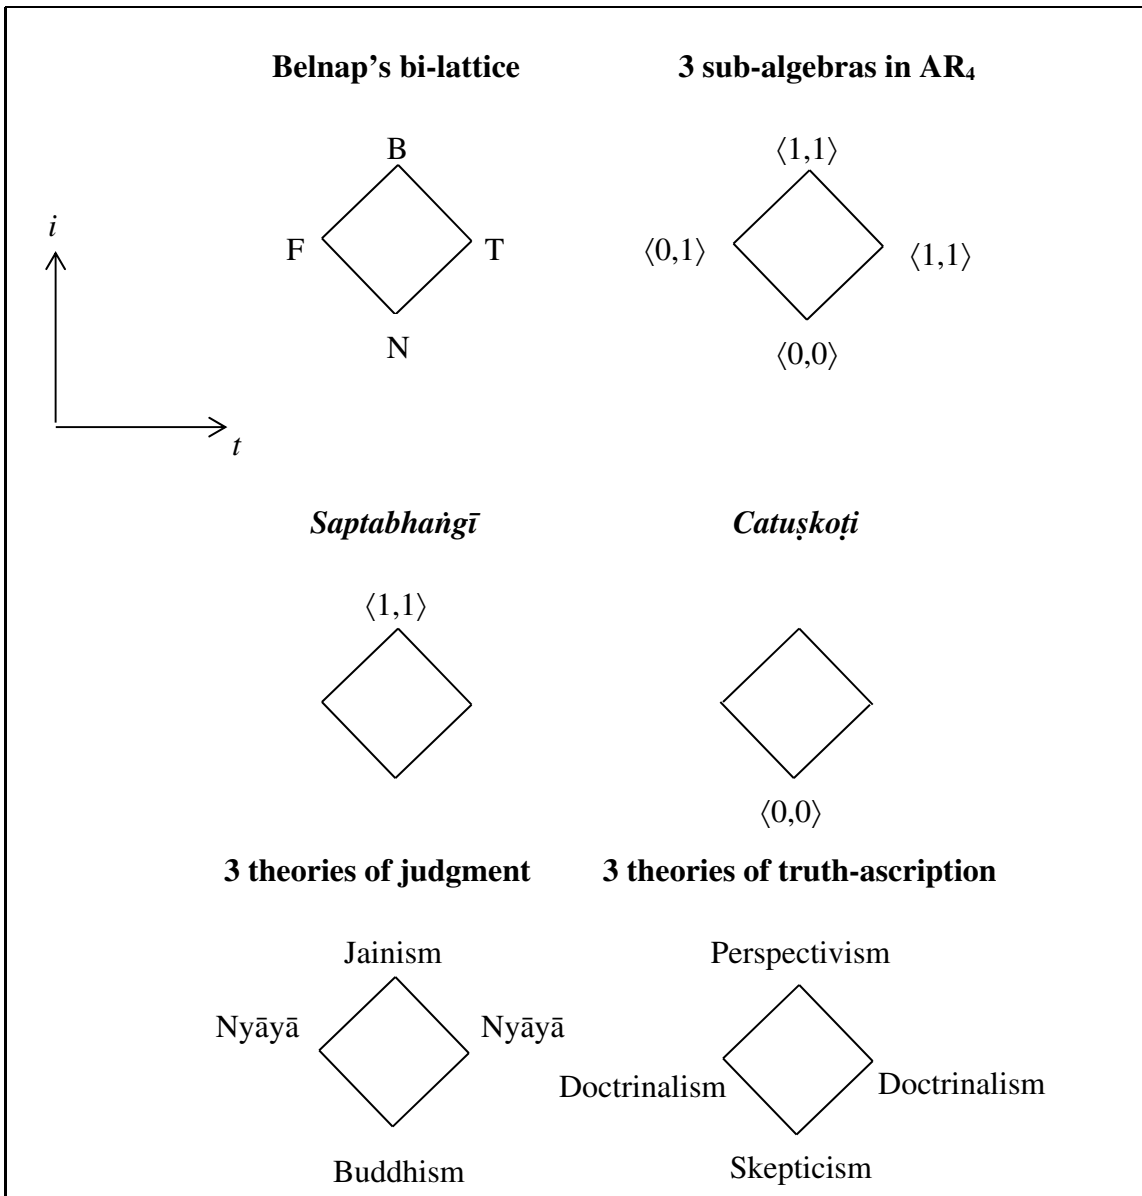 Belnap’s bi-lattice 3 sub-algebras in AR₄
B ⟨1,1⟩
i
F T ⟨0,1⟩ ⟨1,1⟩
N ⟨0,0⟩
t
Saptabhaṅgī Catuṣkoṭi
⟨1,1⟩
⟨0,0⟩
3 theories of judgment 3 theories of truth-ascription
Jainism Perspectivism
Nyāyā Nyāyā
Doctrinalism Doctrinalism
Buddhism Skepticism